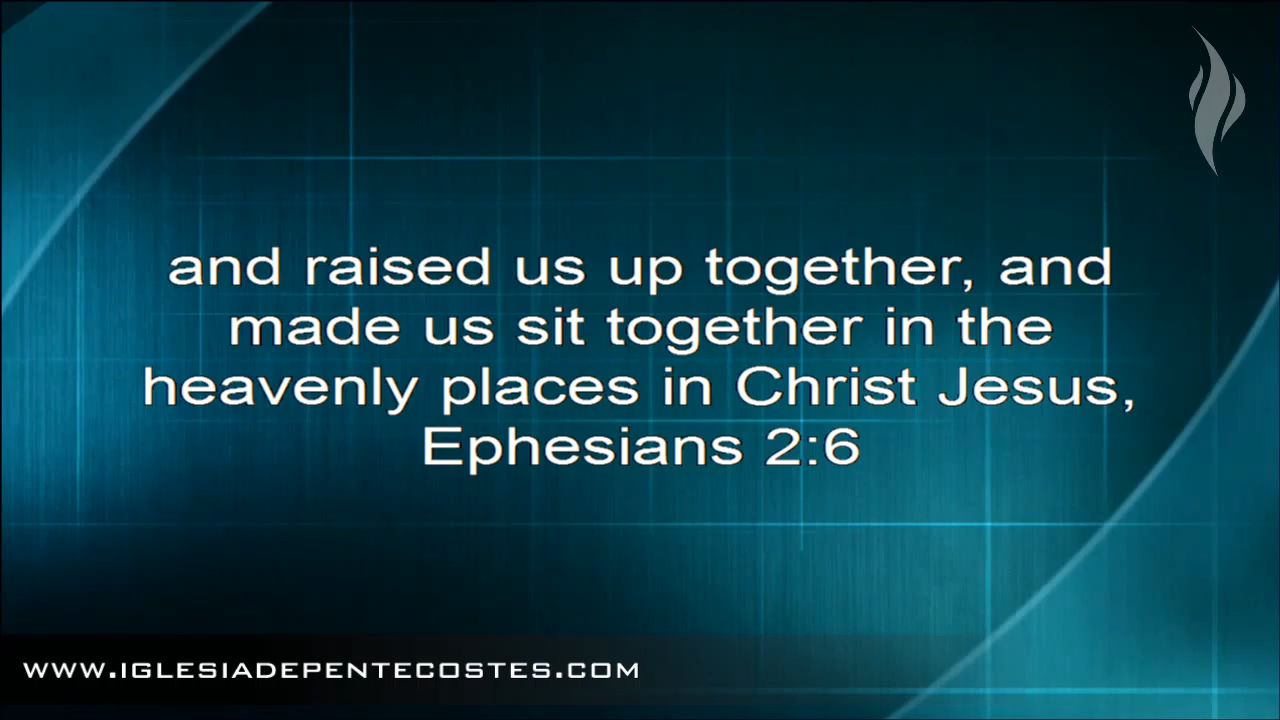 and raised us up together, and
made us sit together in the
heavenly places in Christ Jesus,
Ephesians 2:6
WWW.IGLESIADEPENTECOSTES.COM